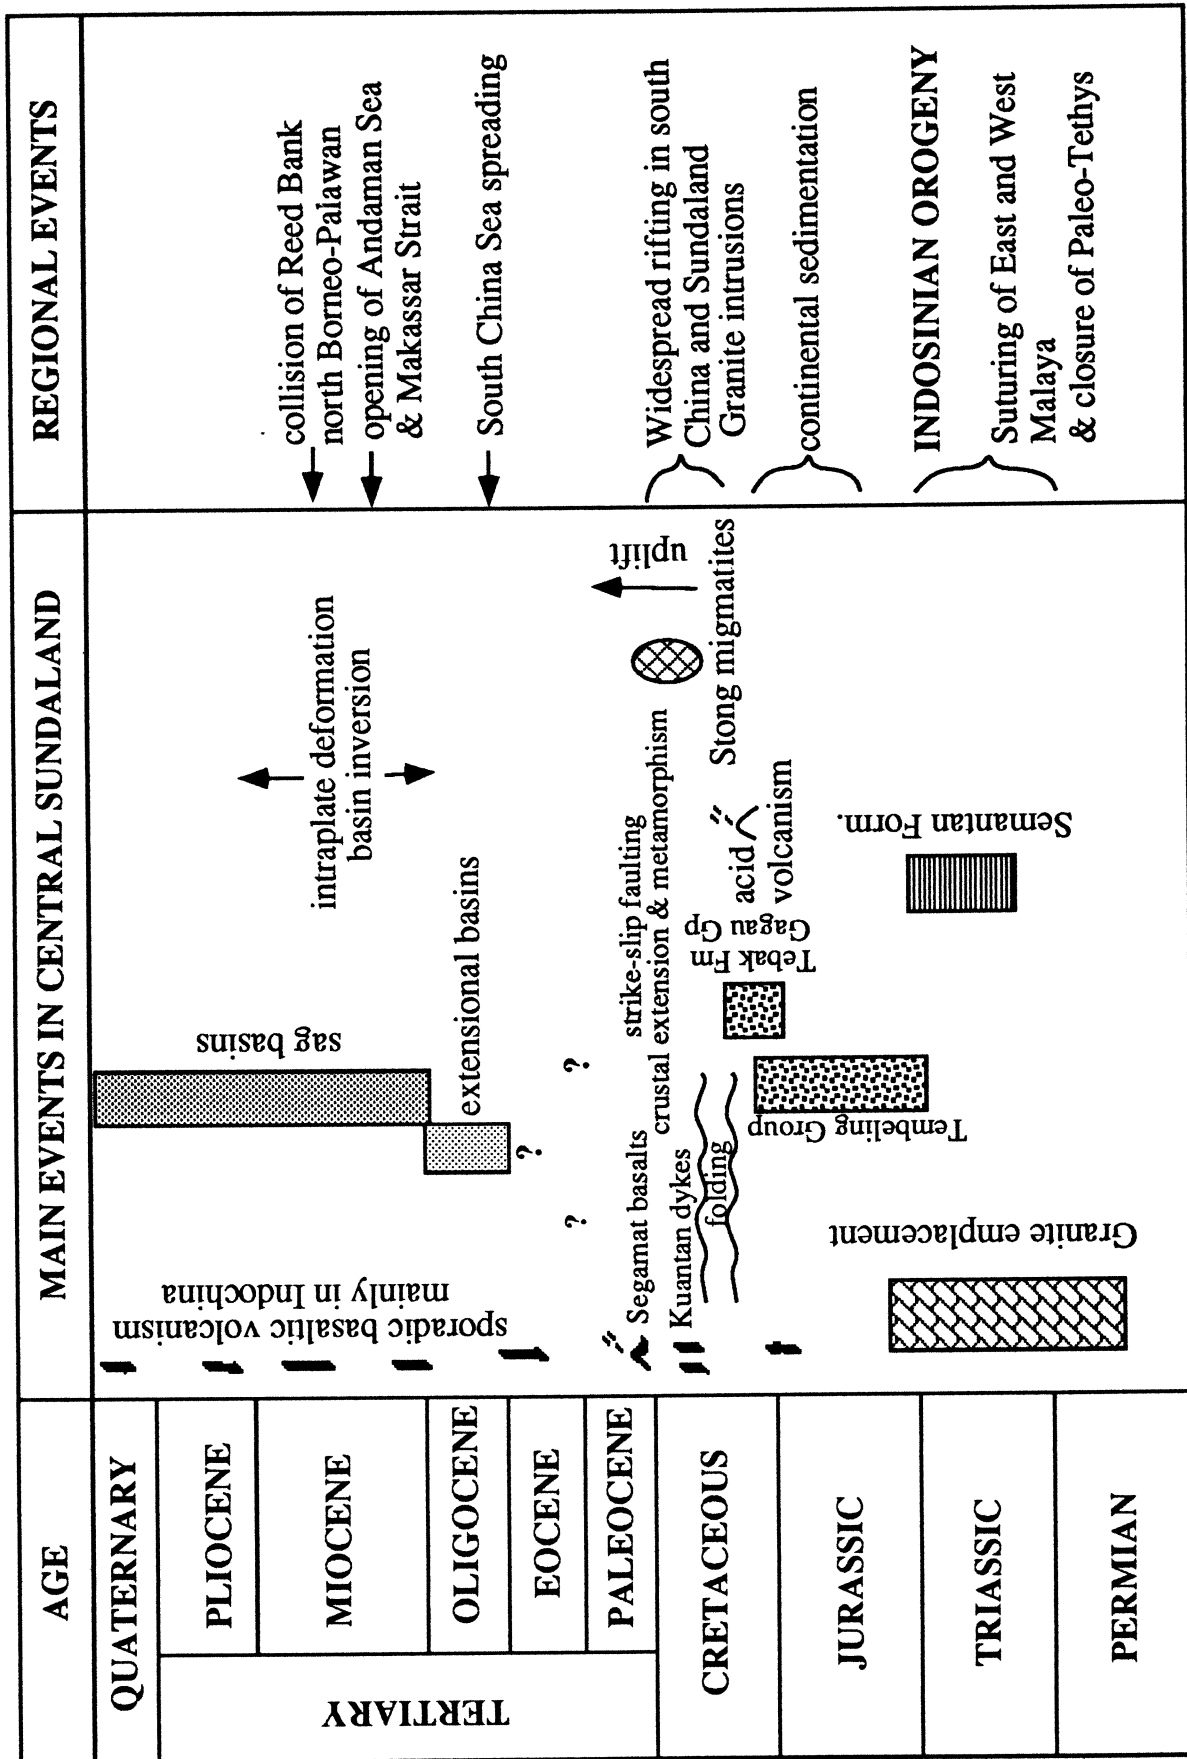 AGE
MAIN EVENTS IN CENTRAL SUNDALAND
REGIONAL EVENTS
QUATERNARY
TERTIARY
PLIOCENE
MIOCENE
OLIGOCENE
EOCENE
PALEOCENE
CRETACEOUS
JURASSIC
TRIASSIC
PERMIAN
sporadic basaltic volcanism
mainly in Indochina
sag basins
intraplate deformation
basin inversion
extensional basins
?
?
?
Segamat basalts
strike-slip faulting
crustal extension & metamorphism
uplift
Kuantan dykes
folding
Tebak Fm
Gagau Gp
acid
volcanism
Stong migmatites
Tembeling Group
Semantan Form.
Granite emplacement
collision of Reed Bank
north Borneo-Palawan
opening of Andaman Sea
& Makassar Strait
South China Sea spreading
Widespread rifting in south
China and Sundaland
Granite intrusions
continental sedimentation
INDOSINIAN OROGENY
Suturing of East and West
Malaya
& closure of Paleo-Tethys